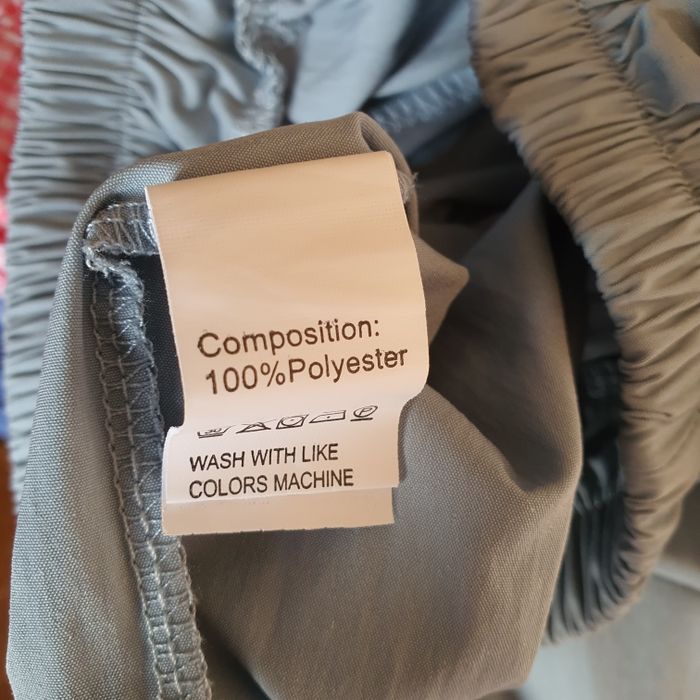 Composition:
100%Polyester
WASH WITH LIKE
COLORS MACHINE